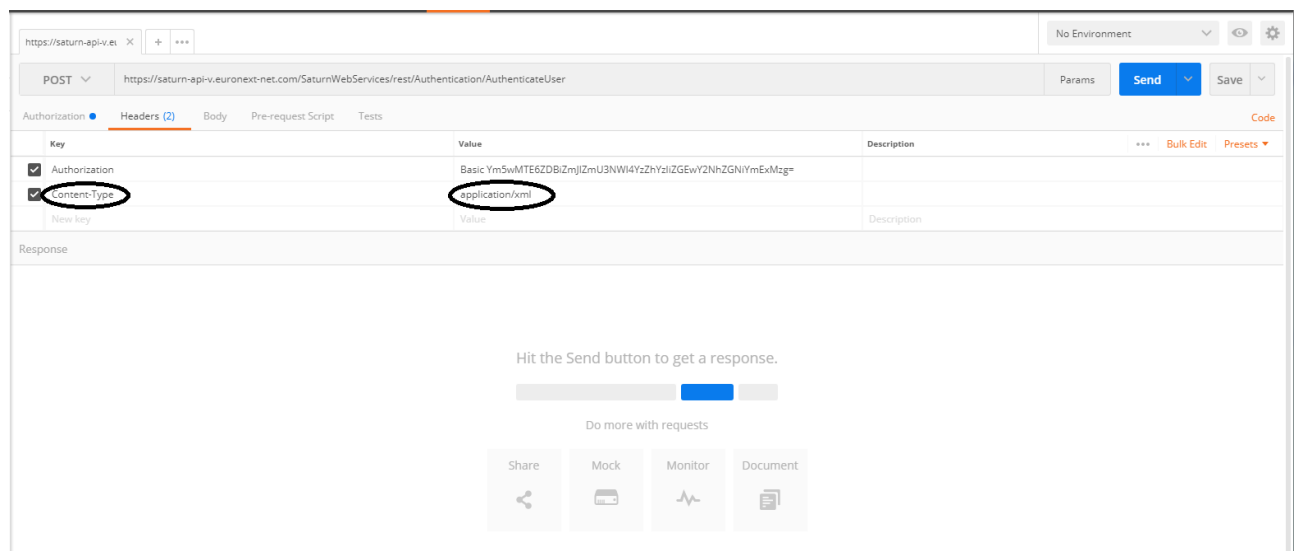 https://saturn-api-v.eu
No Environment
POST https://saturn-api-v.euronext-net.com/SaturnWebServices/rest/Authentication/AuthenticateUser Params Send Save
Authorization Headers (2) Body Pre-request Script Tests Code
Key Value Description Bulk Edit Presets
Authorization Basic Ym5wMTE6ZDBiZmJlZmU3NWI4YzZhYzliZGEwY2NhZGNiYmExMzg=
Content-Type application/xml
New key Value Description
Response
Hit the Send button to get a response.
Do more with requests
Share Mock Monitor Document